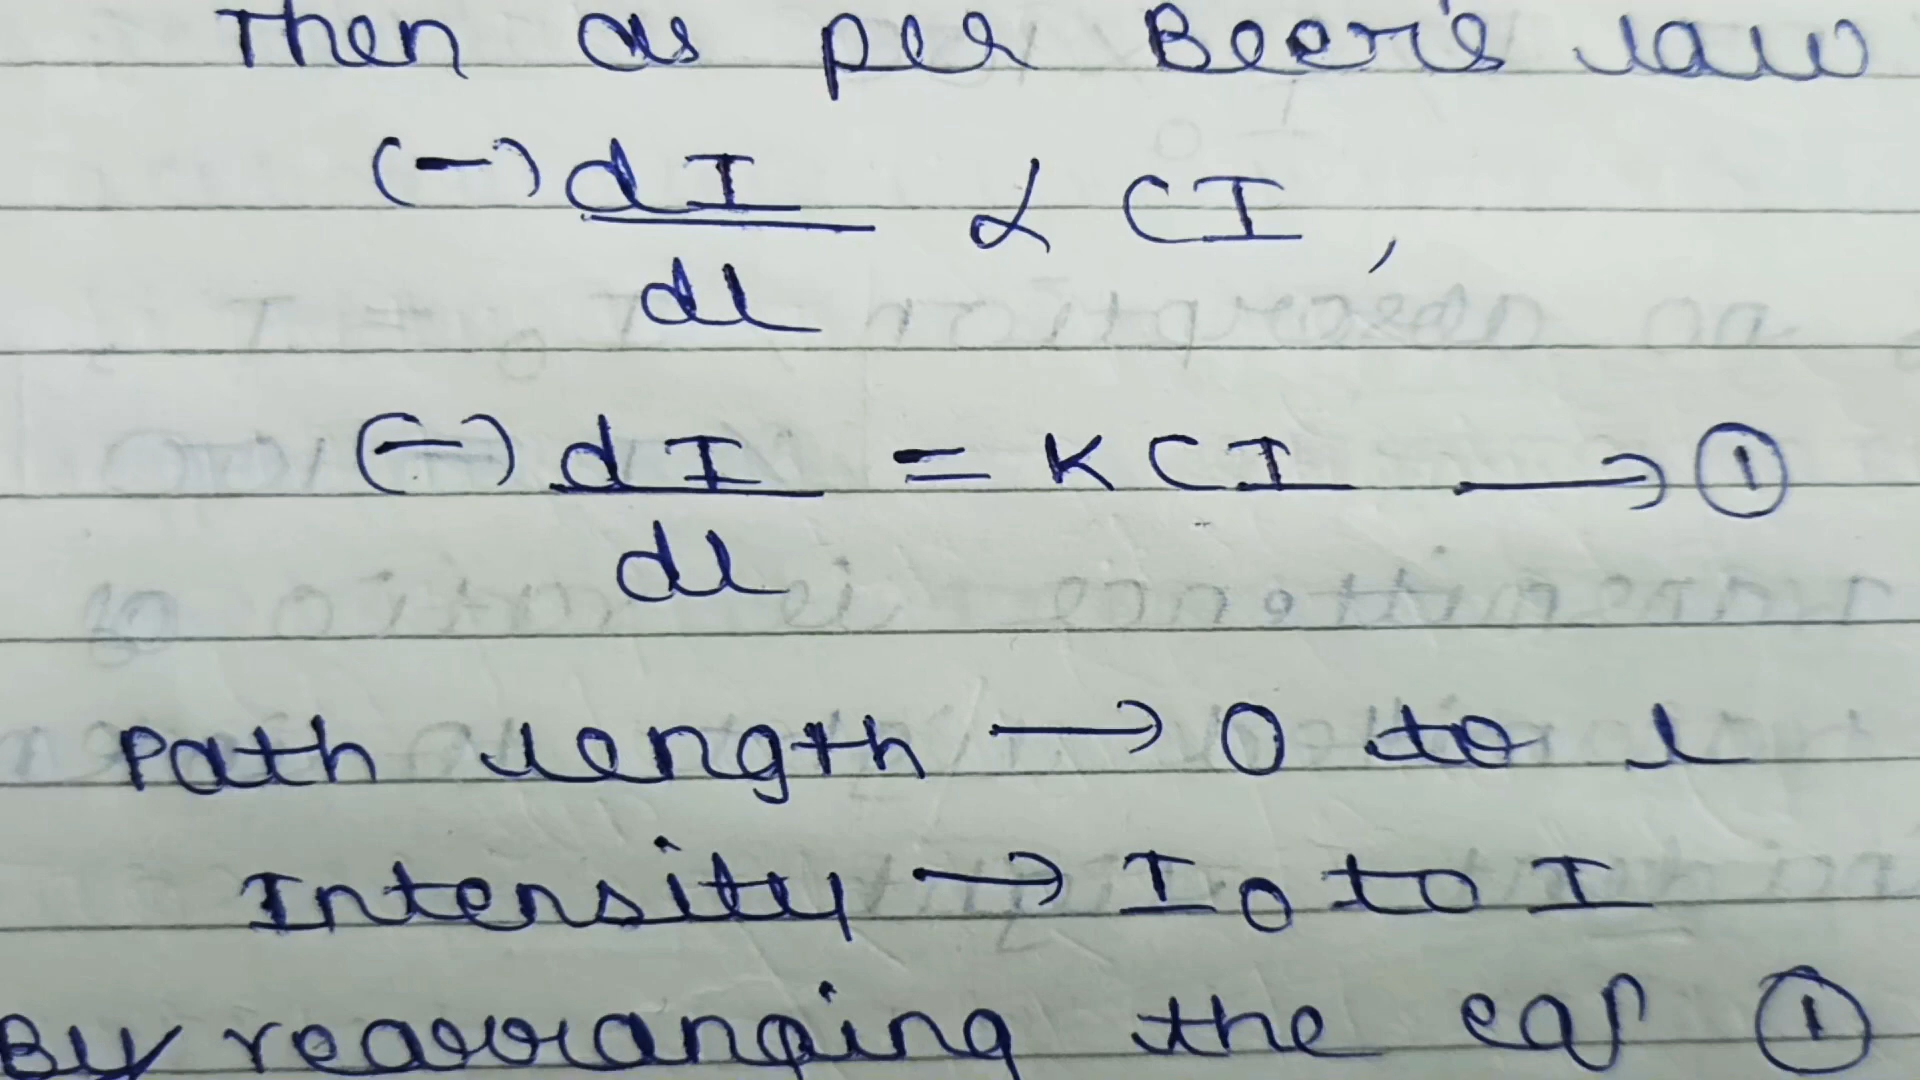 Then as per Beer's law
(-) dI/dl ∝ CI,
(-) dI/dl = KCI → ①
Path length → 0 to l
Intensity → I₀ to I
By rearranging the eqn ①